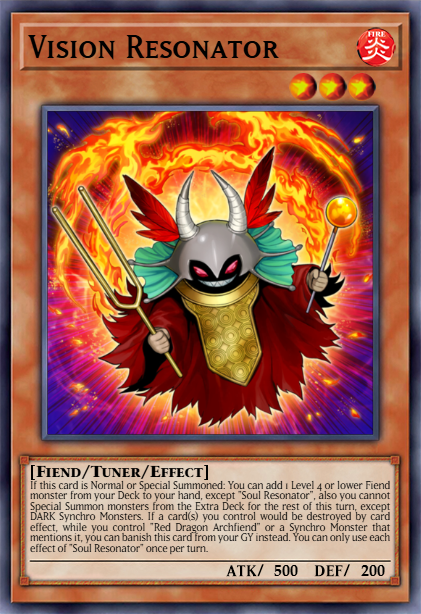 VISION RESONATOR
FIRE
炎
[FIEND/TUNER/EFFECT]
If this card is Normal or Special Summoned: You can add 1 Level 4 or lower Fiend
monster from your Deck to your hand, except "Soul Resonator", also you cannot
Special Summon monsters from the Extra Deck for the rest of this turn, except
DARK Synchro Monsters. If a card(s) you control would be destroyed by card
effect, while you control "Red Dragon Archfiend" or a Synchro Monster that
mentions it, you can banish this card from your GY instead. You can only use each
effect of "Soul Resonator" once per turn.
ATK/ 500 DEF/ 200